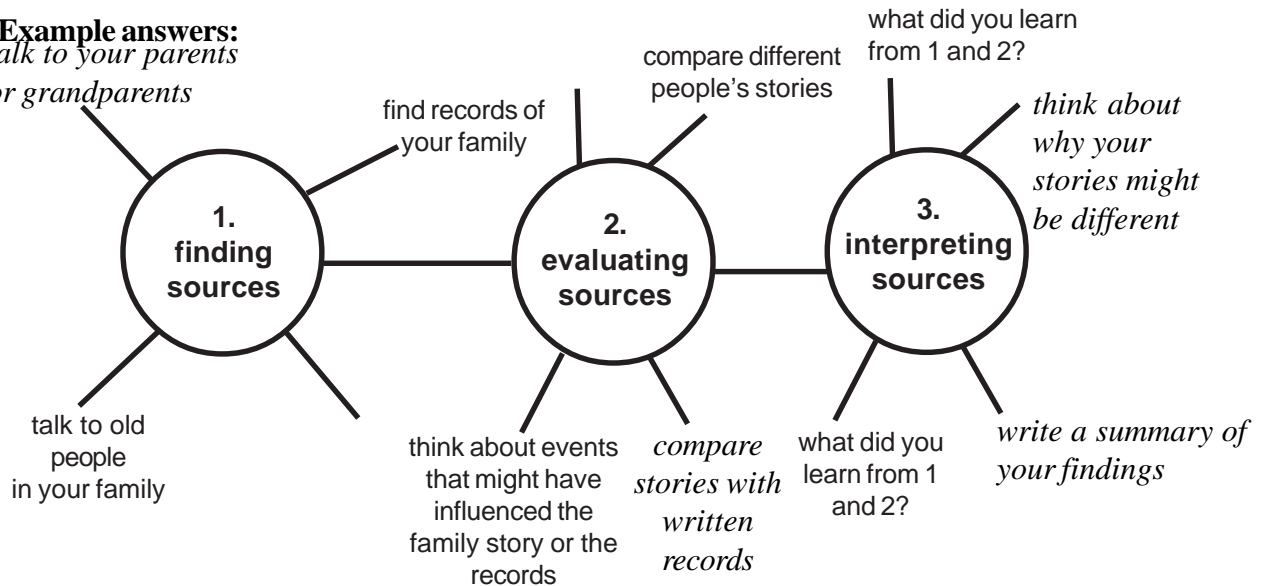 Example answers:
alk to your parents
or grandparents
find records of
your family
1.
finding
sources
talk to old
people
in your family
compare different
people's stories
2.
evaluating
sources
think about events
that might have
influenced the
family story or the
records
compare
stories with
written
records
what did you learn
from 1 and 2?
think about
why your
stories might
be different
3.
interpreting
sources
what did you
learn from 1
and 2?
write a summary of
your findings